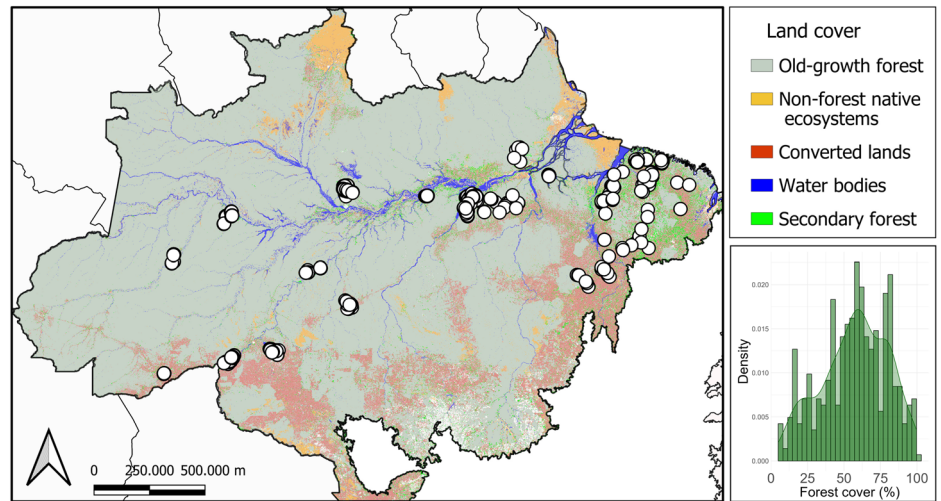 Land cover
Old-growth forest
Non-forest native
ecosystems
Converted lands
Water bodies
Secondary forest
0 250.000 500.000 m
Density
0.020
0.015
0.010
0.005
0.000
0 25 50 75 100
Forest cover (%)